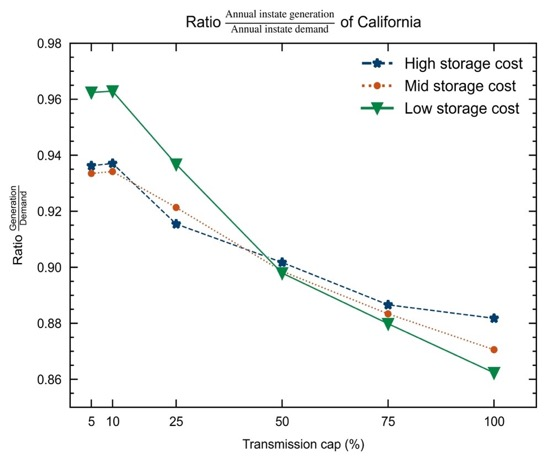 Ratio Annual instate generation / Annual instate demand of California
0.98
0.96
0.94
0.92
0.90
0.88
0.86
Ratio Generation / Demand
High storage cost
Mid storage cost
Low storage cost
5 10 25 50 75 100
Transmission cap (%)